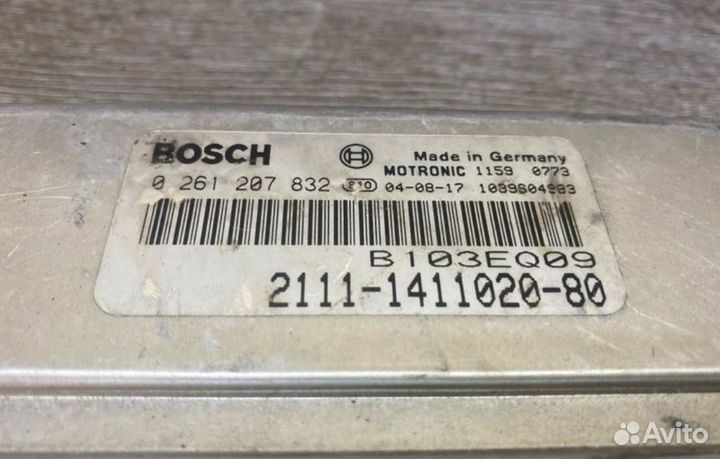 BOSCH
Made in Germany
MOTRONIC 1159 0773
0 261 207 832 04-08-17
B103EQ09
2111-1411020-80
Avito